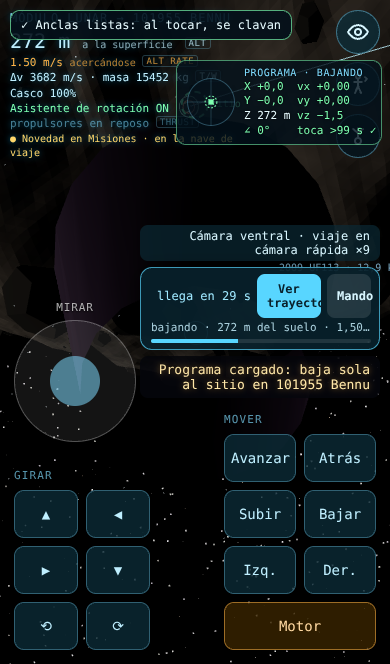 ✓ Anclas listas: al tocar, se clavan
272 m a la superficie ALT
1.50 m/s acercándose ALT RATE
Δv 3682 m/s · masa 15452 kg
Casco 100%
Asistente de rotación ON
propulsores en reposo
● Novedad en Misiones · en la nave de
viaje
PROGRAMA · BAJANDO
X +0,0 vx +0,00
Y −0,0 vy +0,00
Z 272 m vz −1,5
∠ 0° toca >99 s ✓
Cámara ventral · viaje en
cámara rápida ×9
llega en 29 s
Ver
trayecto
Mando
bajando · 272 m del suelo · 1,50…
Programa cargado: baja sola
al sitio en 101955 Bennu
MIRAR
MOVER
Avanzar Atrás
GIRAR
▲ ◀ Subir Bajar
▶ ▼ Izq. Der.
⟲ ⟳ Motor